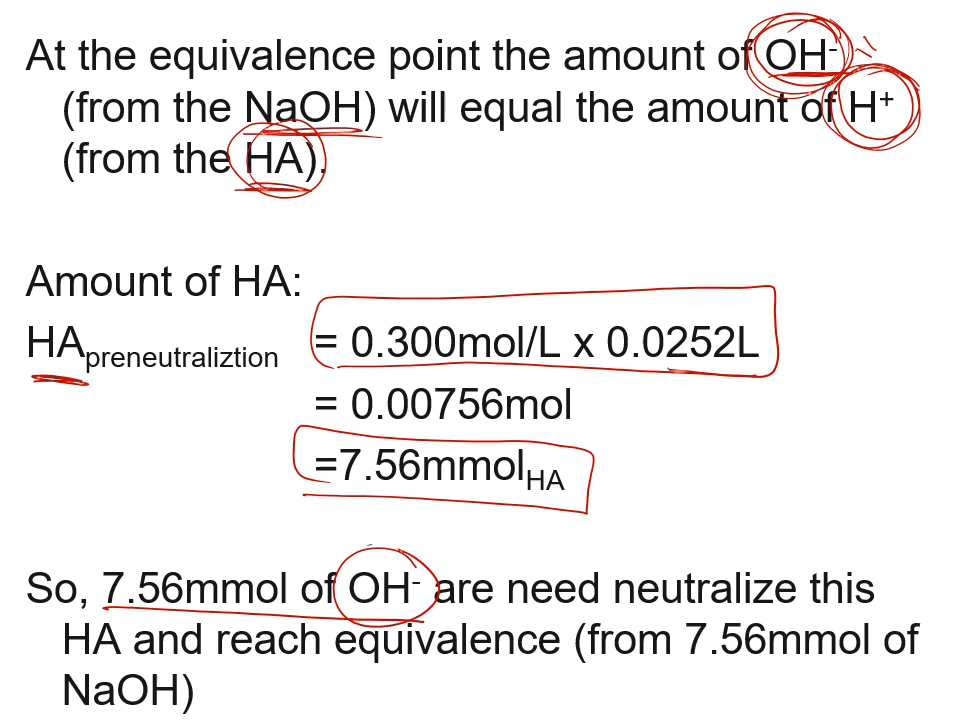 At the equivalence point the amount of OH⁻
(from the NaOH) will equal the amount of H⁺
(from the HA).
Amount of HA:
HApreneutraliztion = 0.300mol/L x 0.0252L
= 0.00756mol
=7.56mmolHA
So, 7.56mmol of OH⁻ are need neutralize this
HA and reach equivalence (from 7.56mmol of
NaOH)